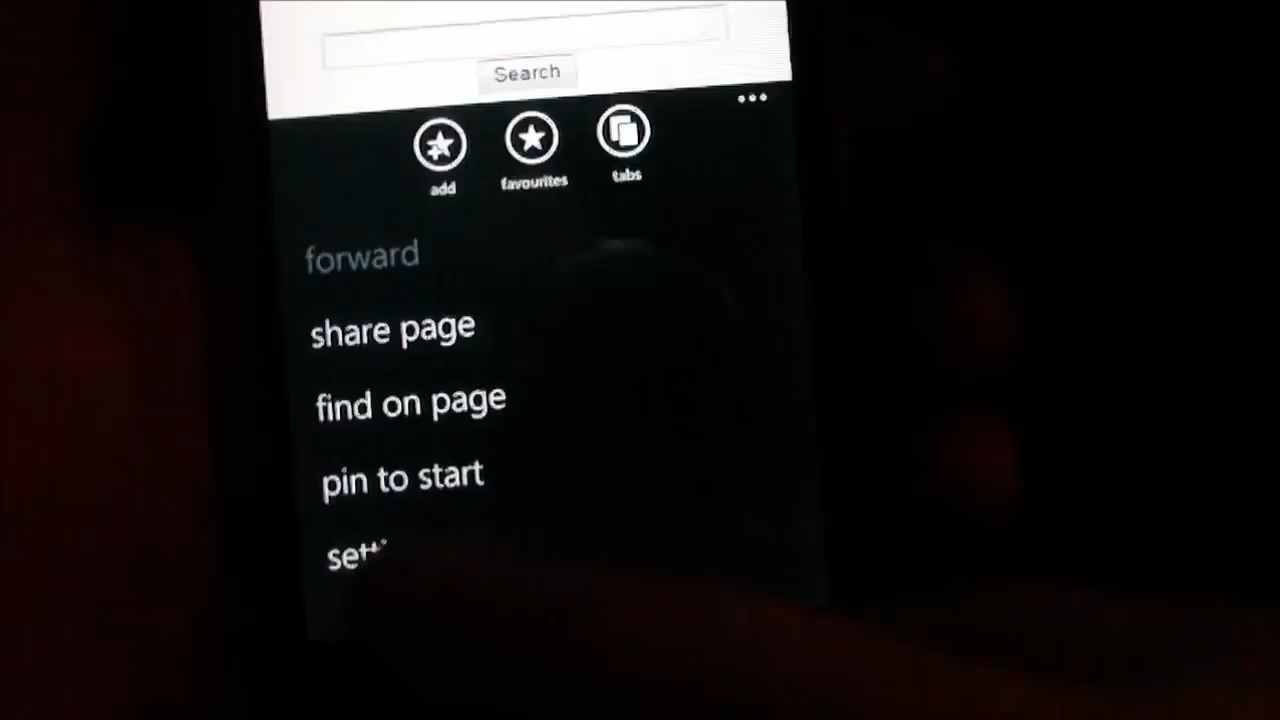 Search
add favourites tabs
forward
share page
find on page
pin to start